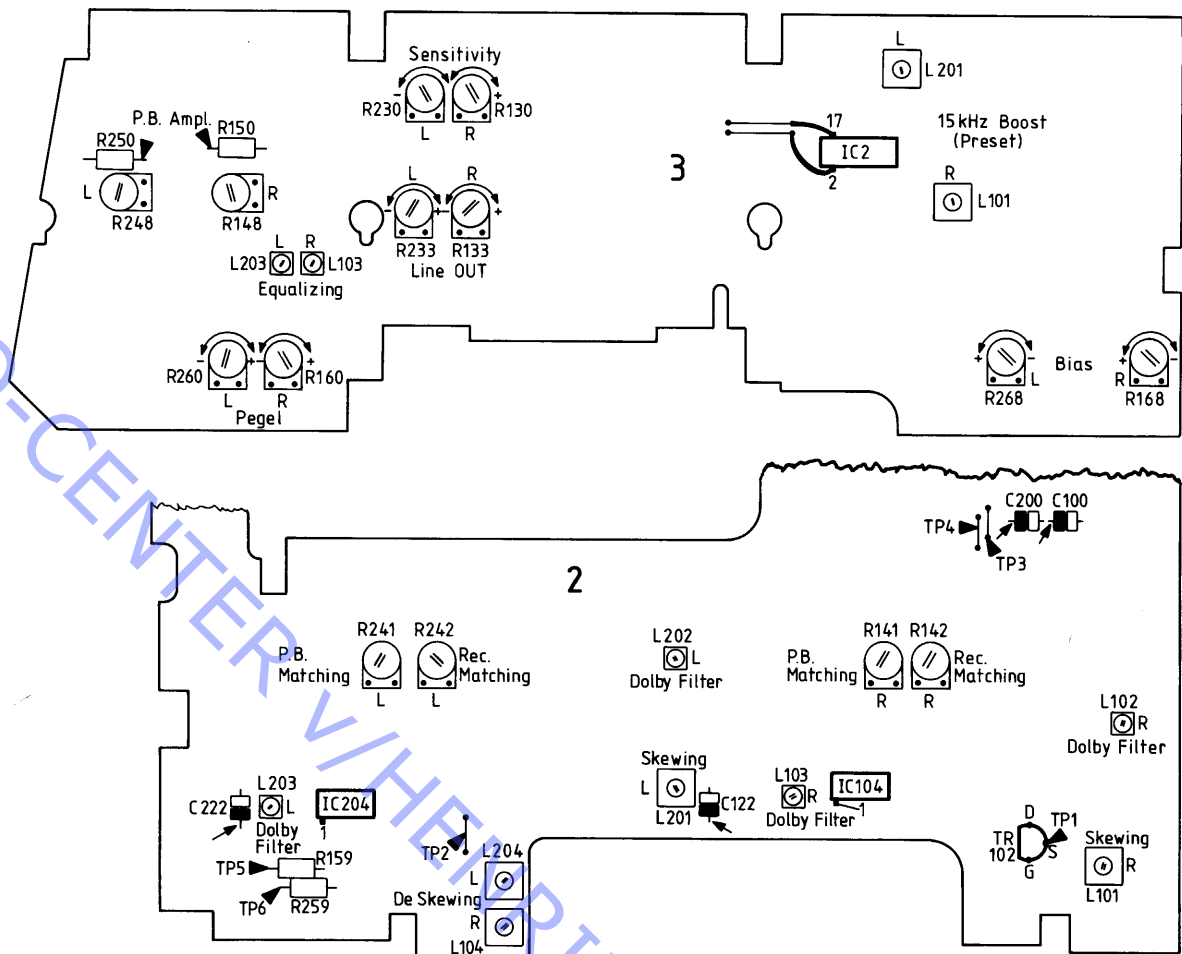 Sensitivity
- + - +
R230 R130
L R
L
L201
P.B. Ampl.
R250
R150
L
R248
R148
R
17
IC2
2
15kHz Boost
(Preset)
R
L101
3
L R
- + - +
R233 R133
Line OUT
L R
L203 L103
Equalizing
- + - +
R260 R160
L R
Pegel
+ -
L
R268
Bias
+ -
R
R168
C200 C100
TP4
TP3
2
R241 R242
P.B.
Matching
Rec.
Matching
L L
L202
L
Dolby Filter
R141 R142
P.B.
Matching
Rec.
Matching
R R
L102
R
Dolby Filter
C222
L203
L
Dolby
Filter
IC204
1
TP5
R159
TP6
R259
TP2
L204
L
De Skewing
R
L104
Skewing
L
L201
C122
L103
R
Dolby Filter
IC104
1
D
TR
102
TP1
S
G
Skewing
R
L101
-CENTER v/HENRI